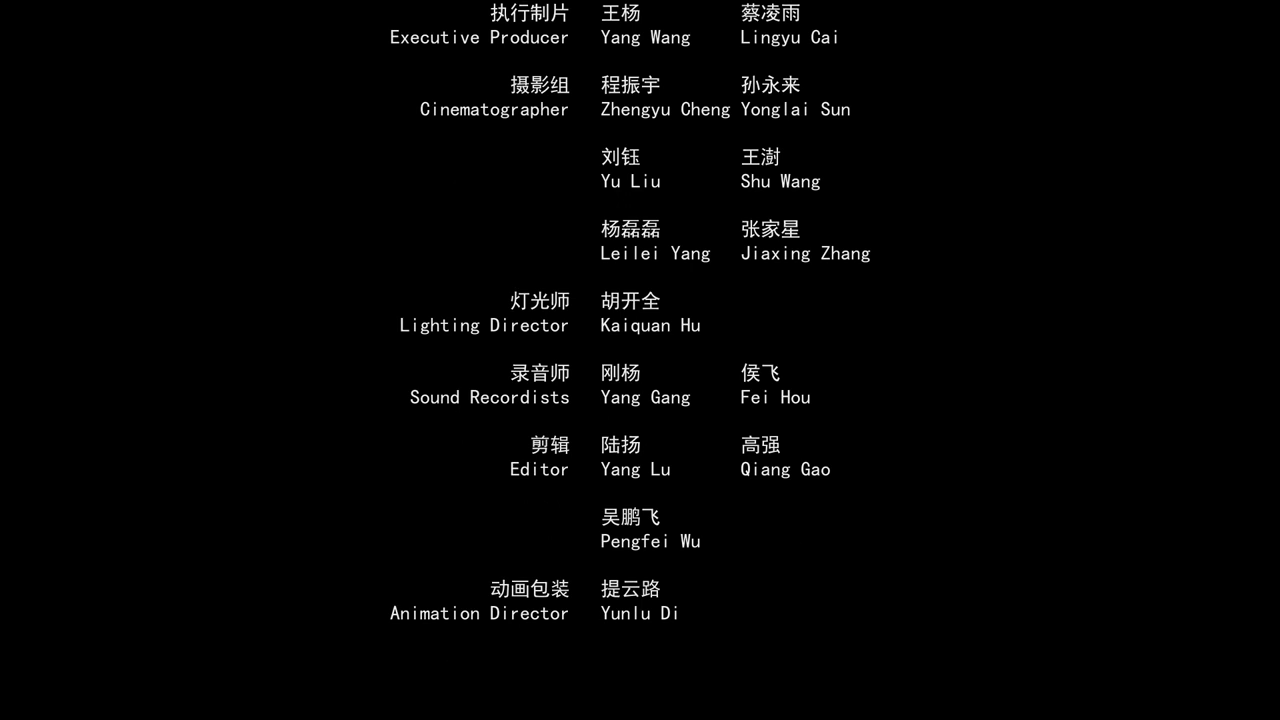 执行制片 王杨 蔡凌雨
Executive Producer Yang Wang Lingyu Cai
摄影组 程振宇 孙永来
Cinematographer Zhengyu Cheng Yonglai Sun
刘钰 王澍
Yu Liu Shu Wang
杨磊磊 张家星
Leilei Yang Jiaxing Zhang
灯光师 胡开全
Lighting Director Kaiquan Hu
录音师 刚杨 侯飞
Sound Recordists Yang Gang Fei Hou
剪辑 陆扬 高强
Editor Yang Lu Qiang Gao
吴鹏飞
Pengfei Wu
动画包装 提云路
Animation Director Yunlu Di